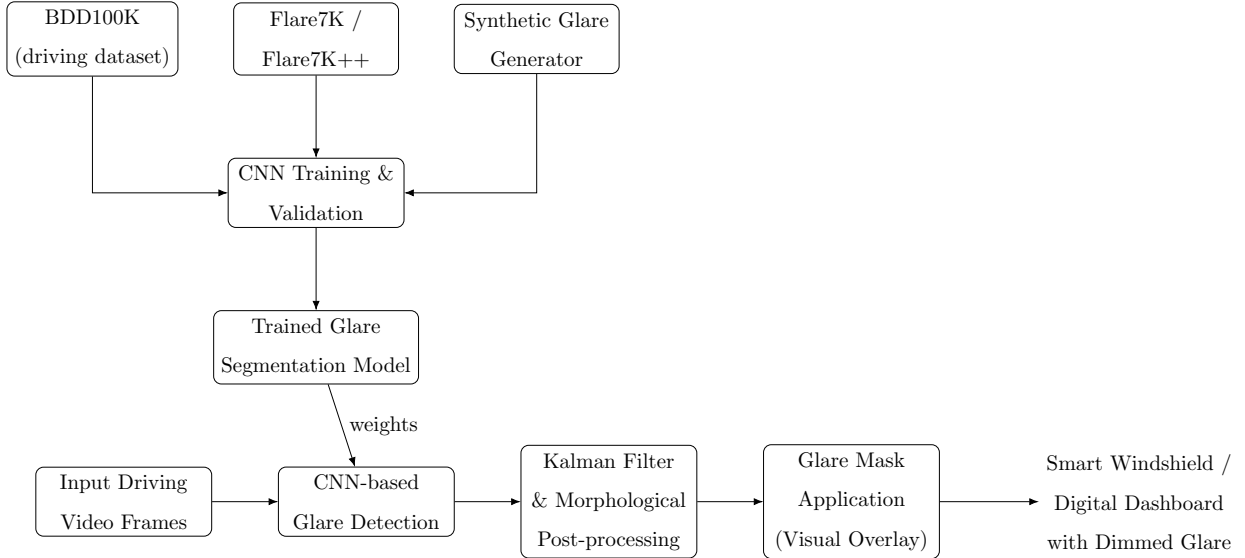 BDD100K
(driving dataset)
Flare7K /
Flare7K++
Synthetic Glare
Generator
CNN Training &
Validation
Trained Glare
Segmentation Model
weights
Input Driving
Video Frames
CNN-based
Glare Detection
Kalman Filter
& Morphological
Post-processing
Glare Mask
Application
(Visual Overlay)
Smart Windshield /
Digital Dashboard
with Dimmed Glare